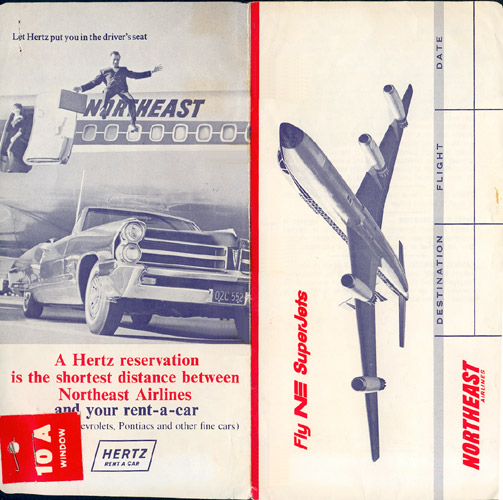 Let Hertz put you in the driver's seat
NORTHEAST
OZC 552
A Hertz reservation
is the shortest distance between
Northeast Airlines
and your rent-a-car
Pontiacs and other fine cars)
HERTZ
RENT A CAR
10 A
WINDOW
Fly NE SuperJets
DATE
FLIGHT
DESTINATION
NORTHEAST
AIRLINES